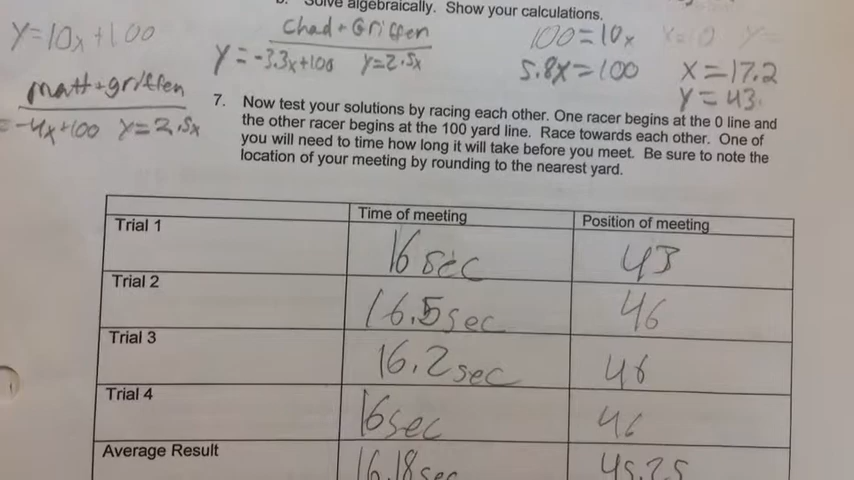 Solve algebraically. Show your calculations.
y=10x+100
Chad + Griffen
100=10x
y=-3.3x+100 y=2.5x
5.8x=100 x=17.2
y=43.
matt + griffen
=-4x+100 y=2.5x
7. Now test your solutions by racing each other. One racer begins at the 0 line and
the other racer begins at the 100 yard line. Race towards each other. One of
you will need to time how long it will take before you meet. Be sure to note the
location of your meeting by rounding to the nearest yard.
Time of meeting Position of meeting
Trial 1 16 sec 43
Trial 2 16.5 sec 46
Trial 3 16.2 sec 46
Trial 4 16 sec 46
Average Result 16.18 sec 45.25